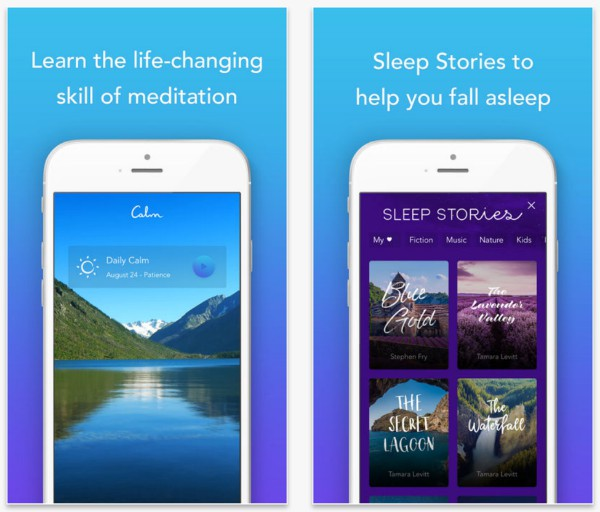 Learn the life-changing
skill of meditation
Calm
Daily Calm
August 24 - Patience
Sleep Stories to
help you fall asleep
SLEEP STORies
My ♥ Fiction Music Nature Kids
Blue
Gold
Stephen Fry
The
Lavender
Valley
Tamara Levitt
THE
SECRET
LAGOON
Tamara Levitt
The
Waterfall
Tamara Levitt